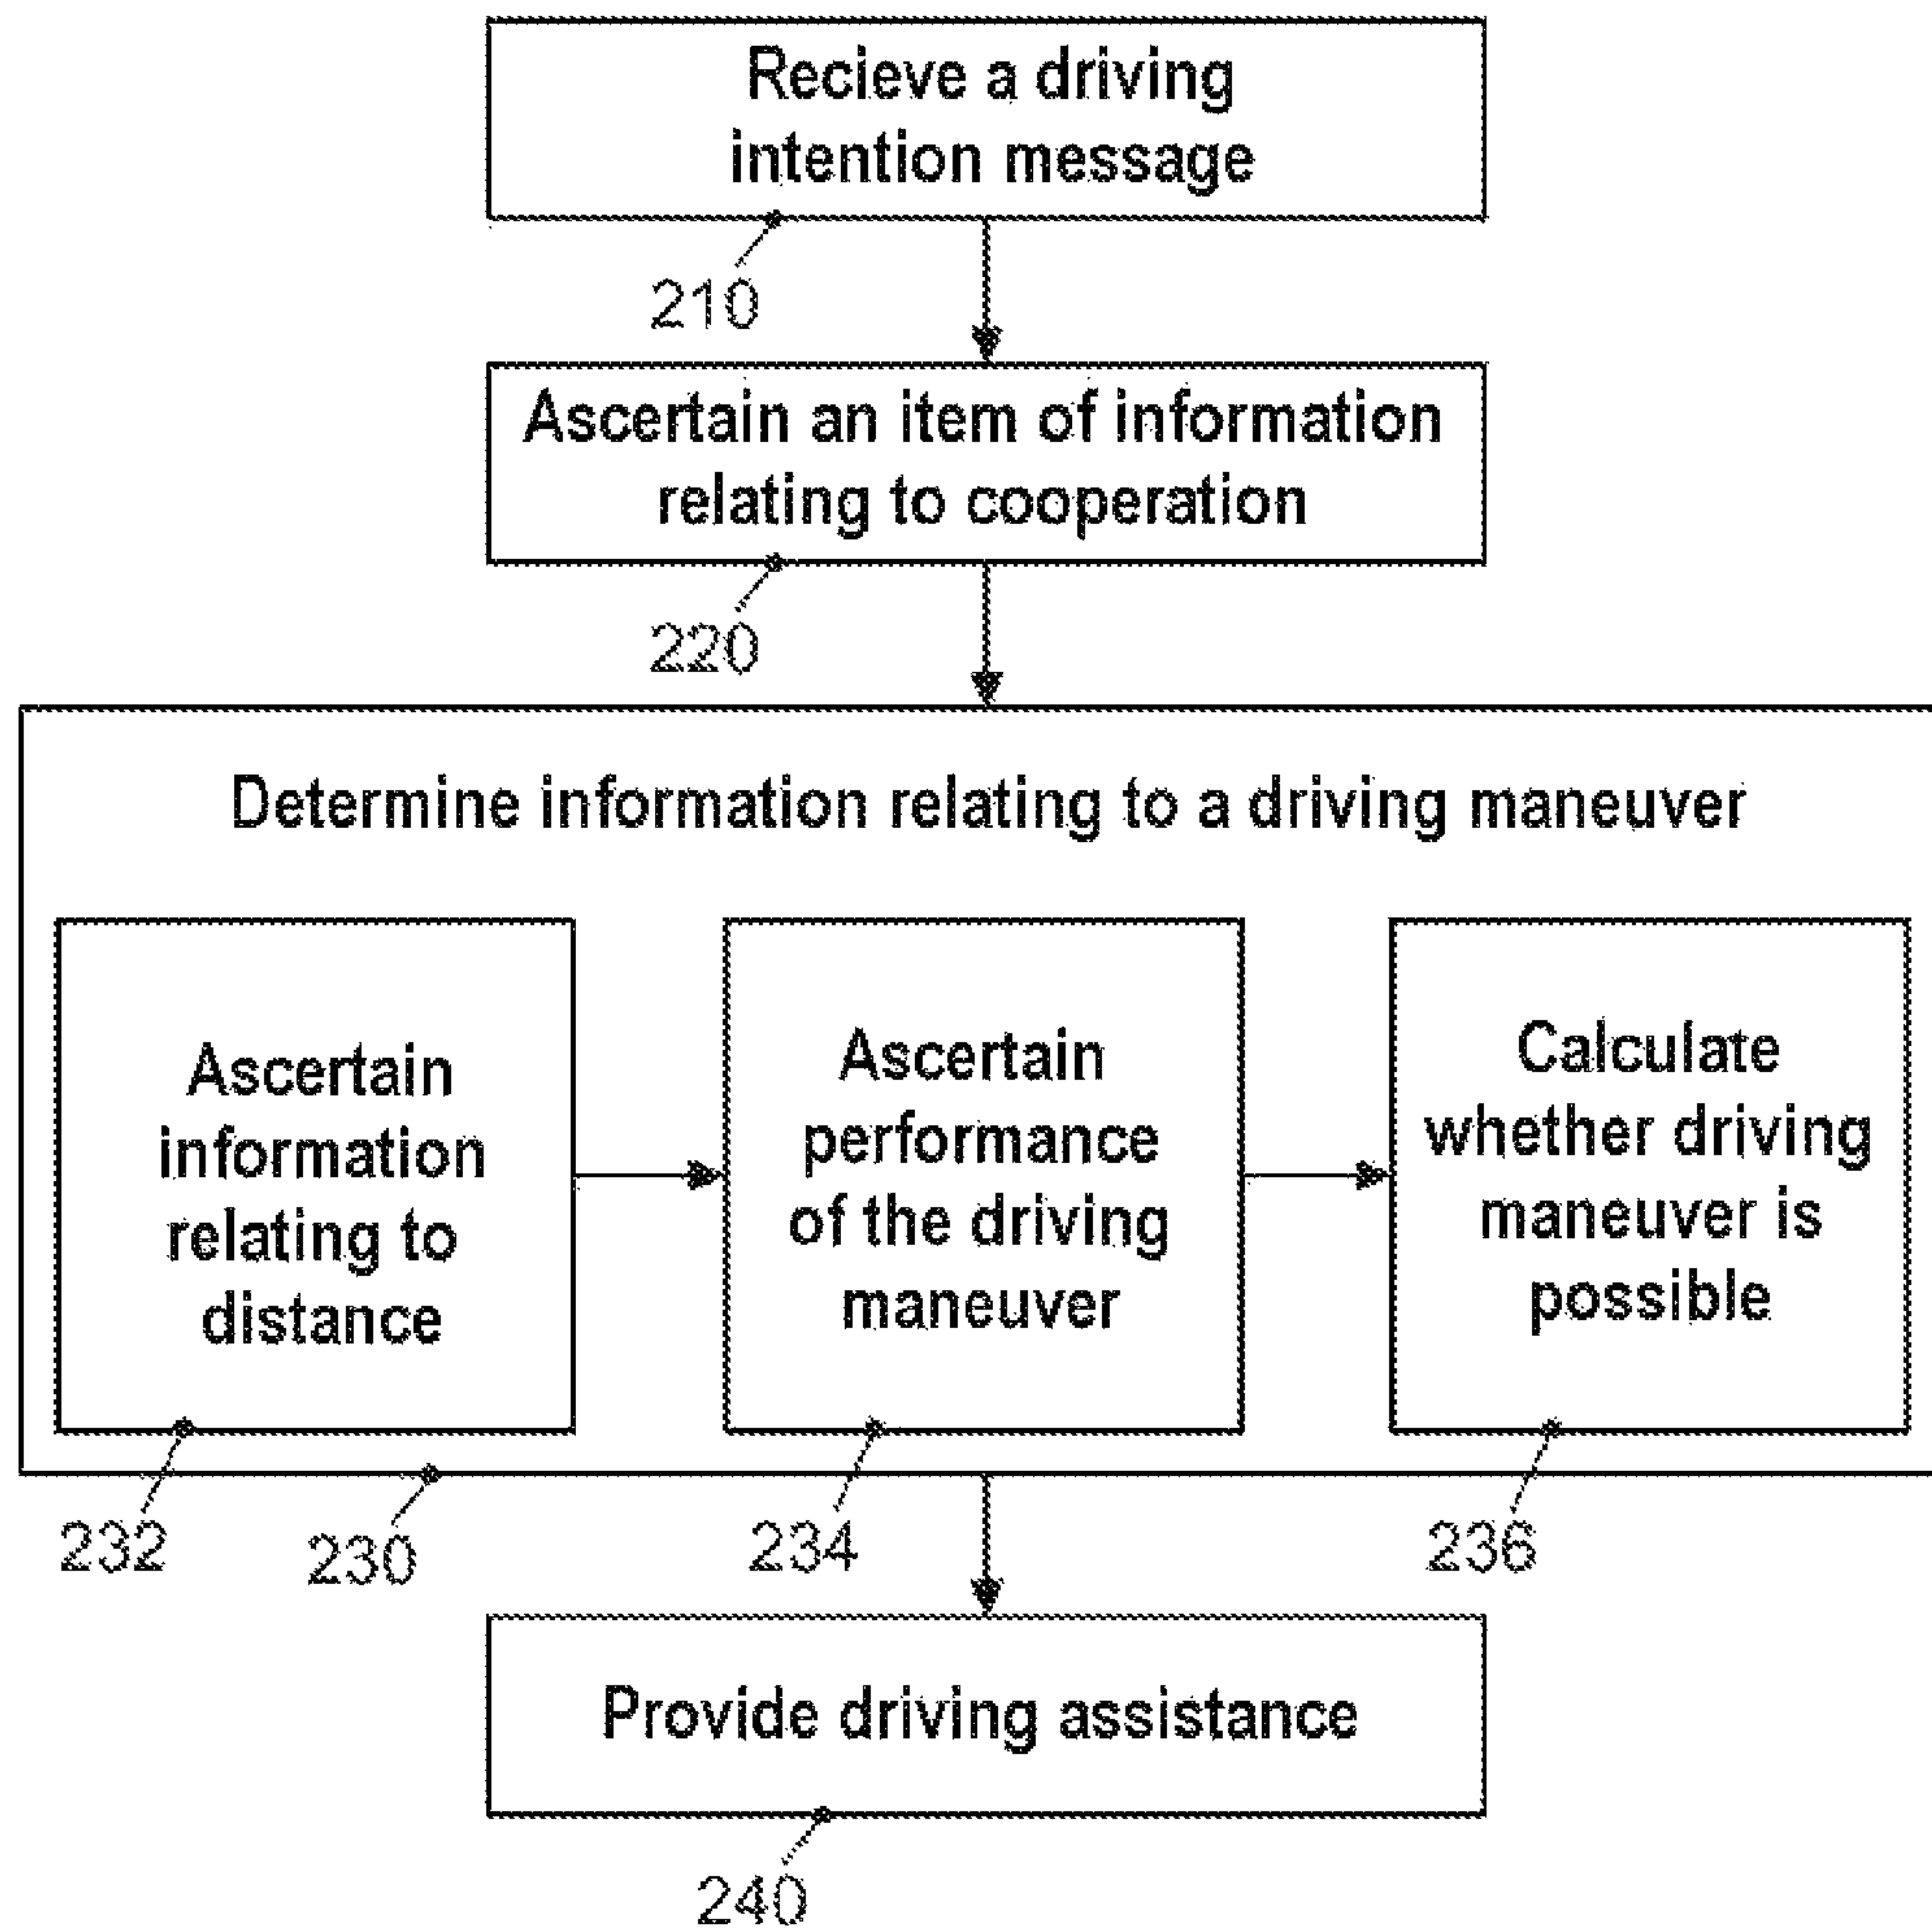 Recieve a driving
intention message
210
Ascertain an item of information
relating to cooperation
220
Determine information relating to a driving maneuver
Ascertain
information
relating to
distance
Ascertain
performance
of the driving
maneuver
Calculate
whether driving
maneuver is
possible
232
230
234
236
Provide driving assistance
240